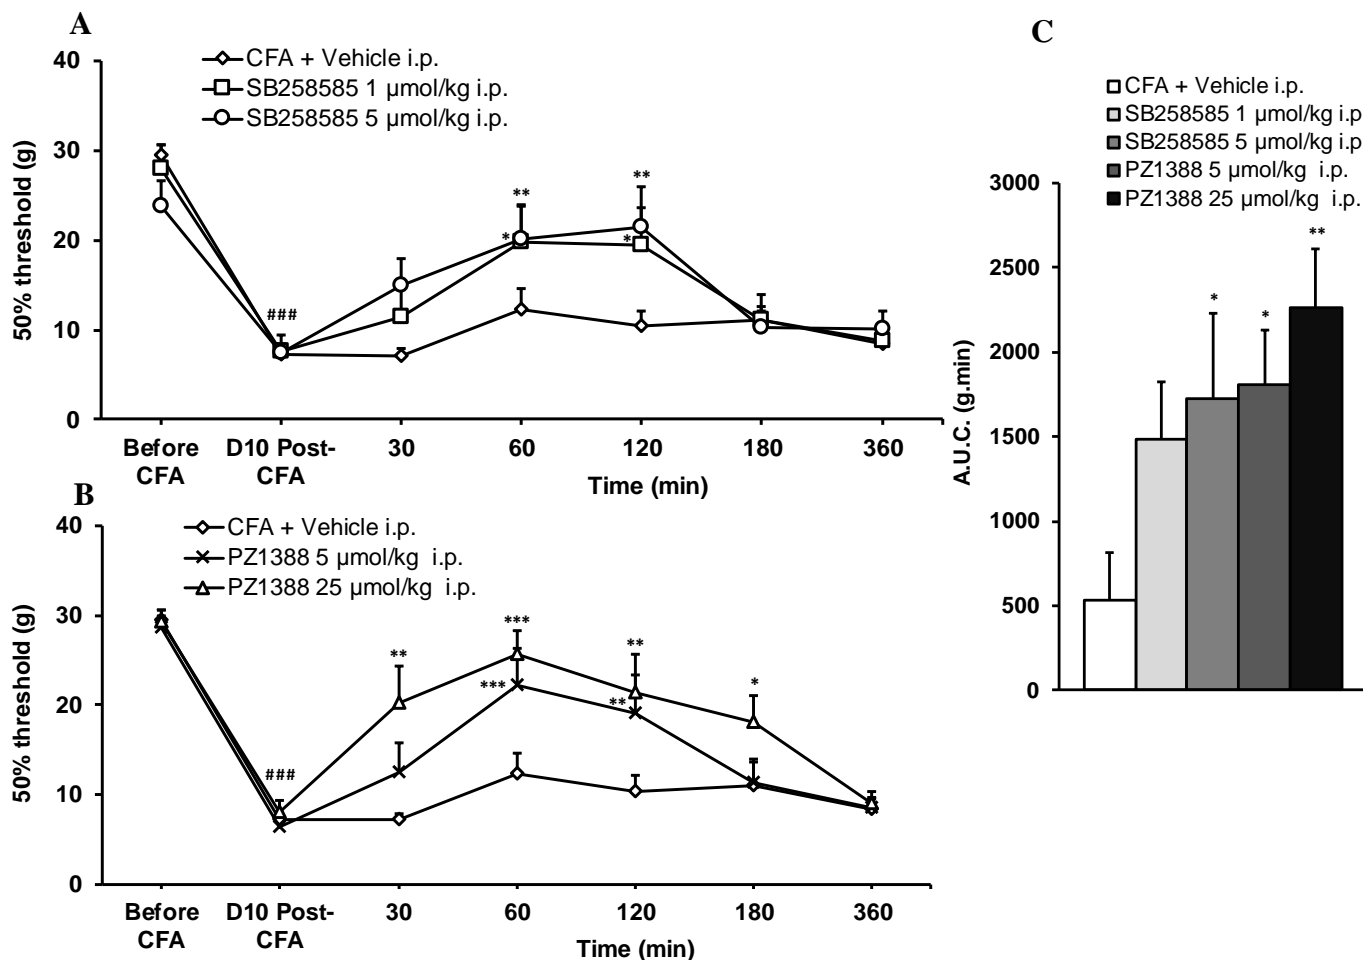 A
CFA + Vehicle i.p.
SB258585 1 µmol/kg i.p.
SB258585 5 µmol/kg i.p.
50% threshold (g)
40
30
20
10
0
###
**
*
**
*
Before CFA
D10 Post-CFA
30
60
120
180
360
Time (min)
B
CFA + Vehicle i.p.
PZ1388 5 µmol/kg i.p.
PZ1388 25 µmol/kg i.p.
50% threshold (g)
40
30
20
10
0
###
**
***
***
**
**
*
Before
CFA
D10 Post-
CFA
30
60
120
180
360
Time (min)
C
CFA + Vehicle i.p.
SB258585 1 µmol/kg i.p
SB258585 5 µmol/kg i.p
PZ1388 5 µmol/kg i.p.
PZ1388 25 µmol/kg i.p.
A.U.C. (g.min)
3000
2500
2000
1500
1000
500
0
*
*
**